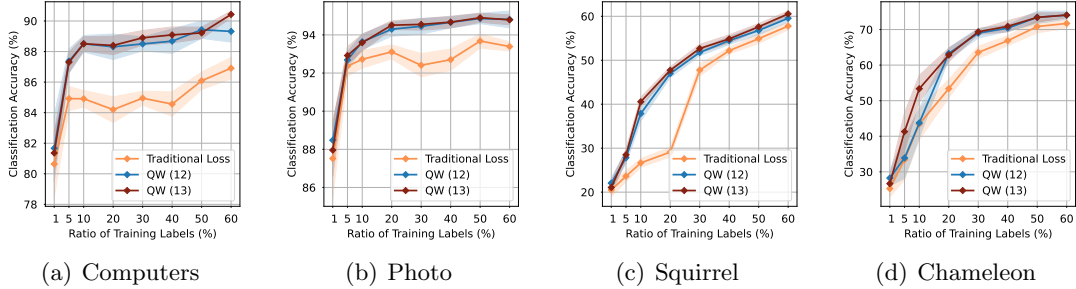 Classification Accuracy (%)
90
88
86
84
82
80
78
Traditional Loss
QW (12)
QW (13)
1 5 10 20 30 40 50 60
Ratio of Training Labels (%)
(a) Computers
Classification Accuracy (%)
94
92
90
88
86
Traditional Loss
QW (12)
QW (13)
1 5 10 20 30 40 50 60
Ratio of Training Labels (%)
(b) Photo
Classification Accuracy (%)
60
50
40
30
20
Traditional Loss
QW (12)
QW (13)
1 5 10 20 30 40 50 60
Ratio of Training Labels (%)
(c) Squirrel
Classification Accuracy (%)
70
60
50
40
30
Traditional Loss
QW (12)
QW (13)
1 5 10 20 30 40 50 60
Ratio of Training Labels (%)
(d) Chameleon